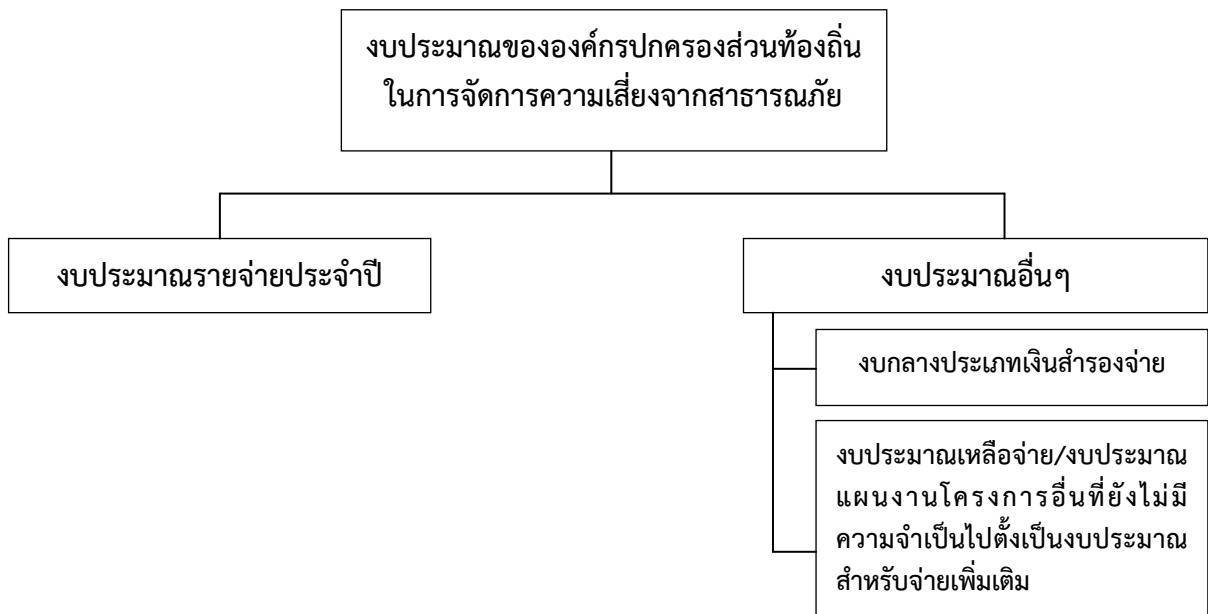 งบประมาณขององค์กรปกครองส่วนท้องถิ่น
ในการจัดการความเสี่ยงจากสาธารณภัย
งบประมาณรายจ่ายประจำปี
งบประมาณอื่นๆ
งบกลางประเภทเงินสำรองจ่าย
งบประมาณเหลือจ่าย/งบประมาณ
แผนงานโครงการอื่นที่ยังไม่มี
ความจำเป็นไปตั้งเป็นงบประมาณ
สำหรับจ่ายเพิ่มเติม